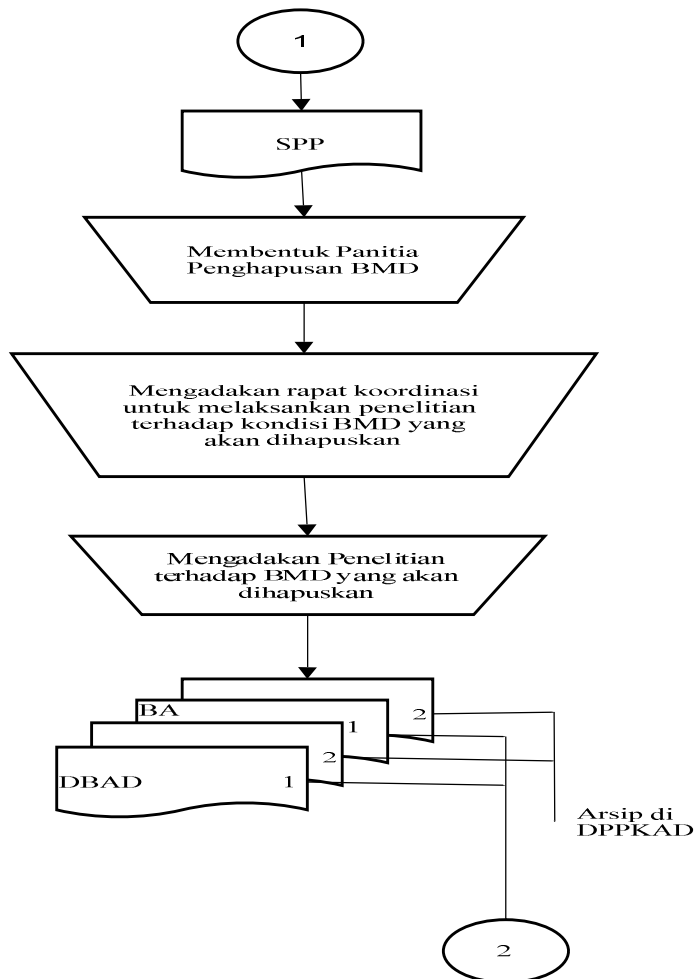 1
SPP
Membentuk Panitia
Penghapusan BMD
Mengadakan rapat koordinasi
untuk melaksankan penelitian
terhadap kondisi BMD yang
akan dihapuskan
Mengadakan Penelitian
terhadap BMD yang akan
dihapuskan
2
BA 1
2
DBAD 1
Arsip di
DPPKAD
2